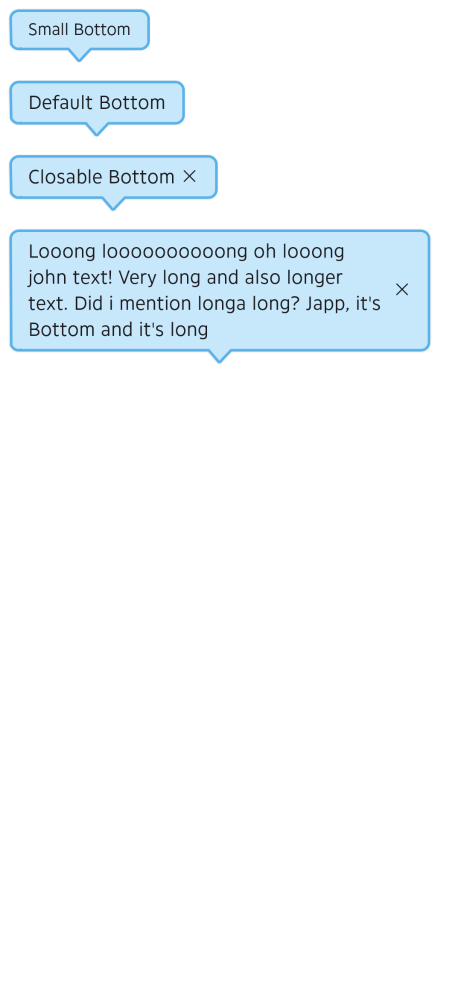 Small Bottom
Default Bottom
Closable Bottom
Looong loooooooooong oh looong
john text! Very long and also longer
text. Did i mention longa long? Japp, it's
Bottom and it's long